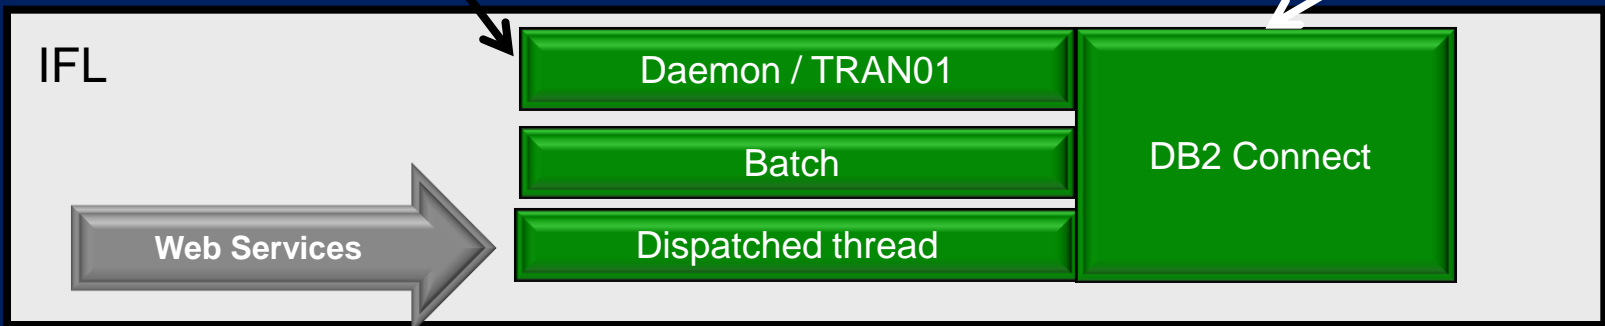 IFL
Daemon / TRAN01
Batch
DB2 Connect
Web Services
Dispatched thread